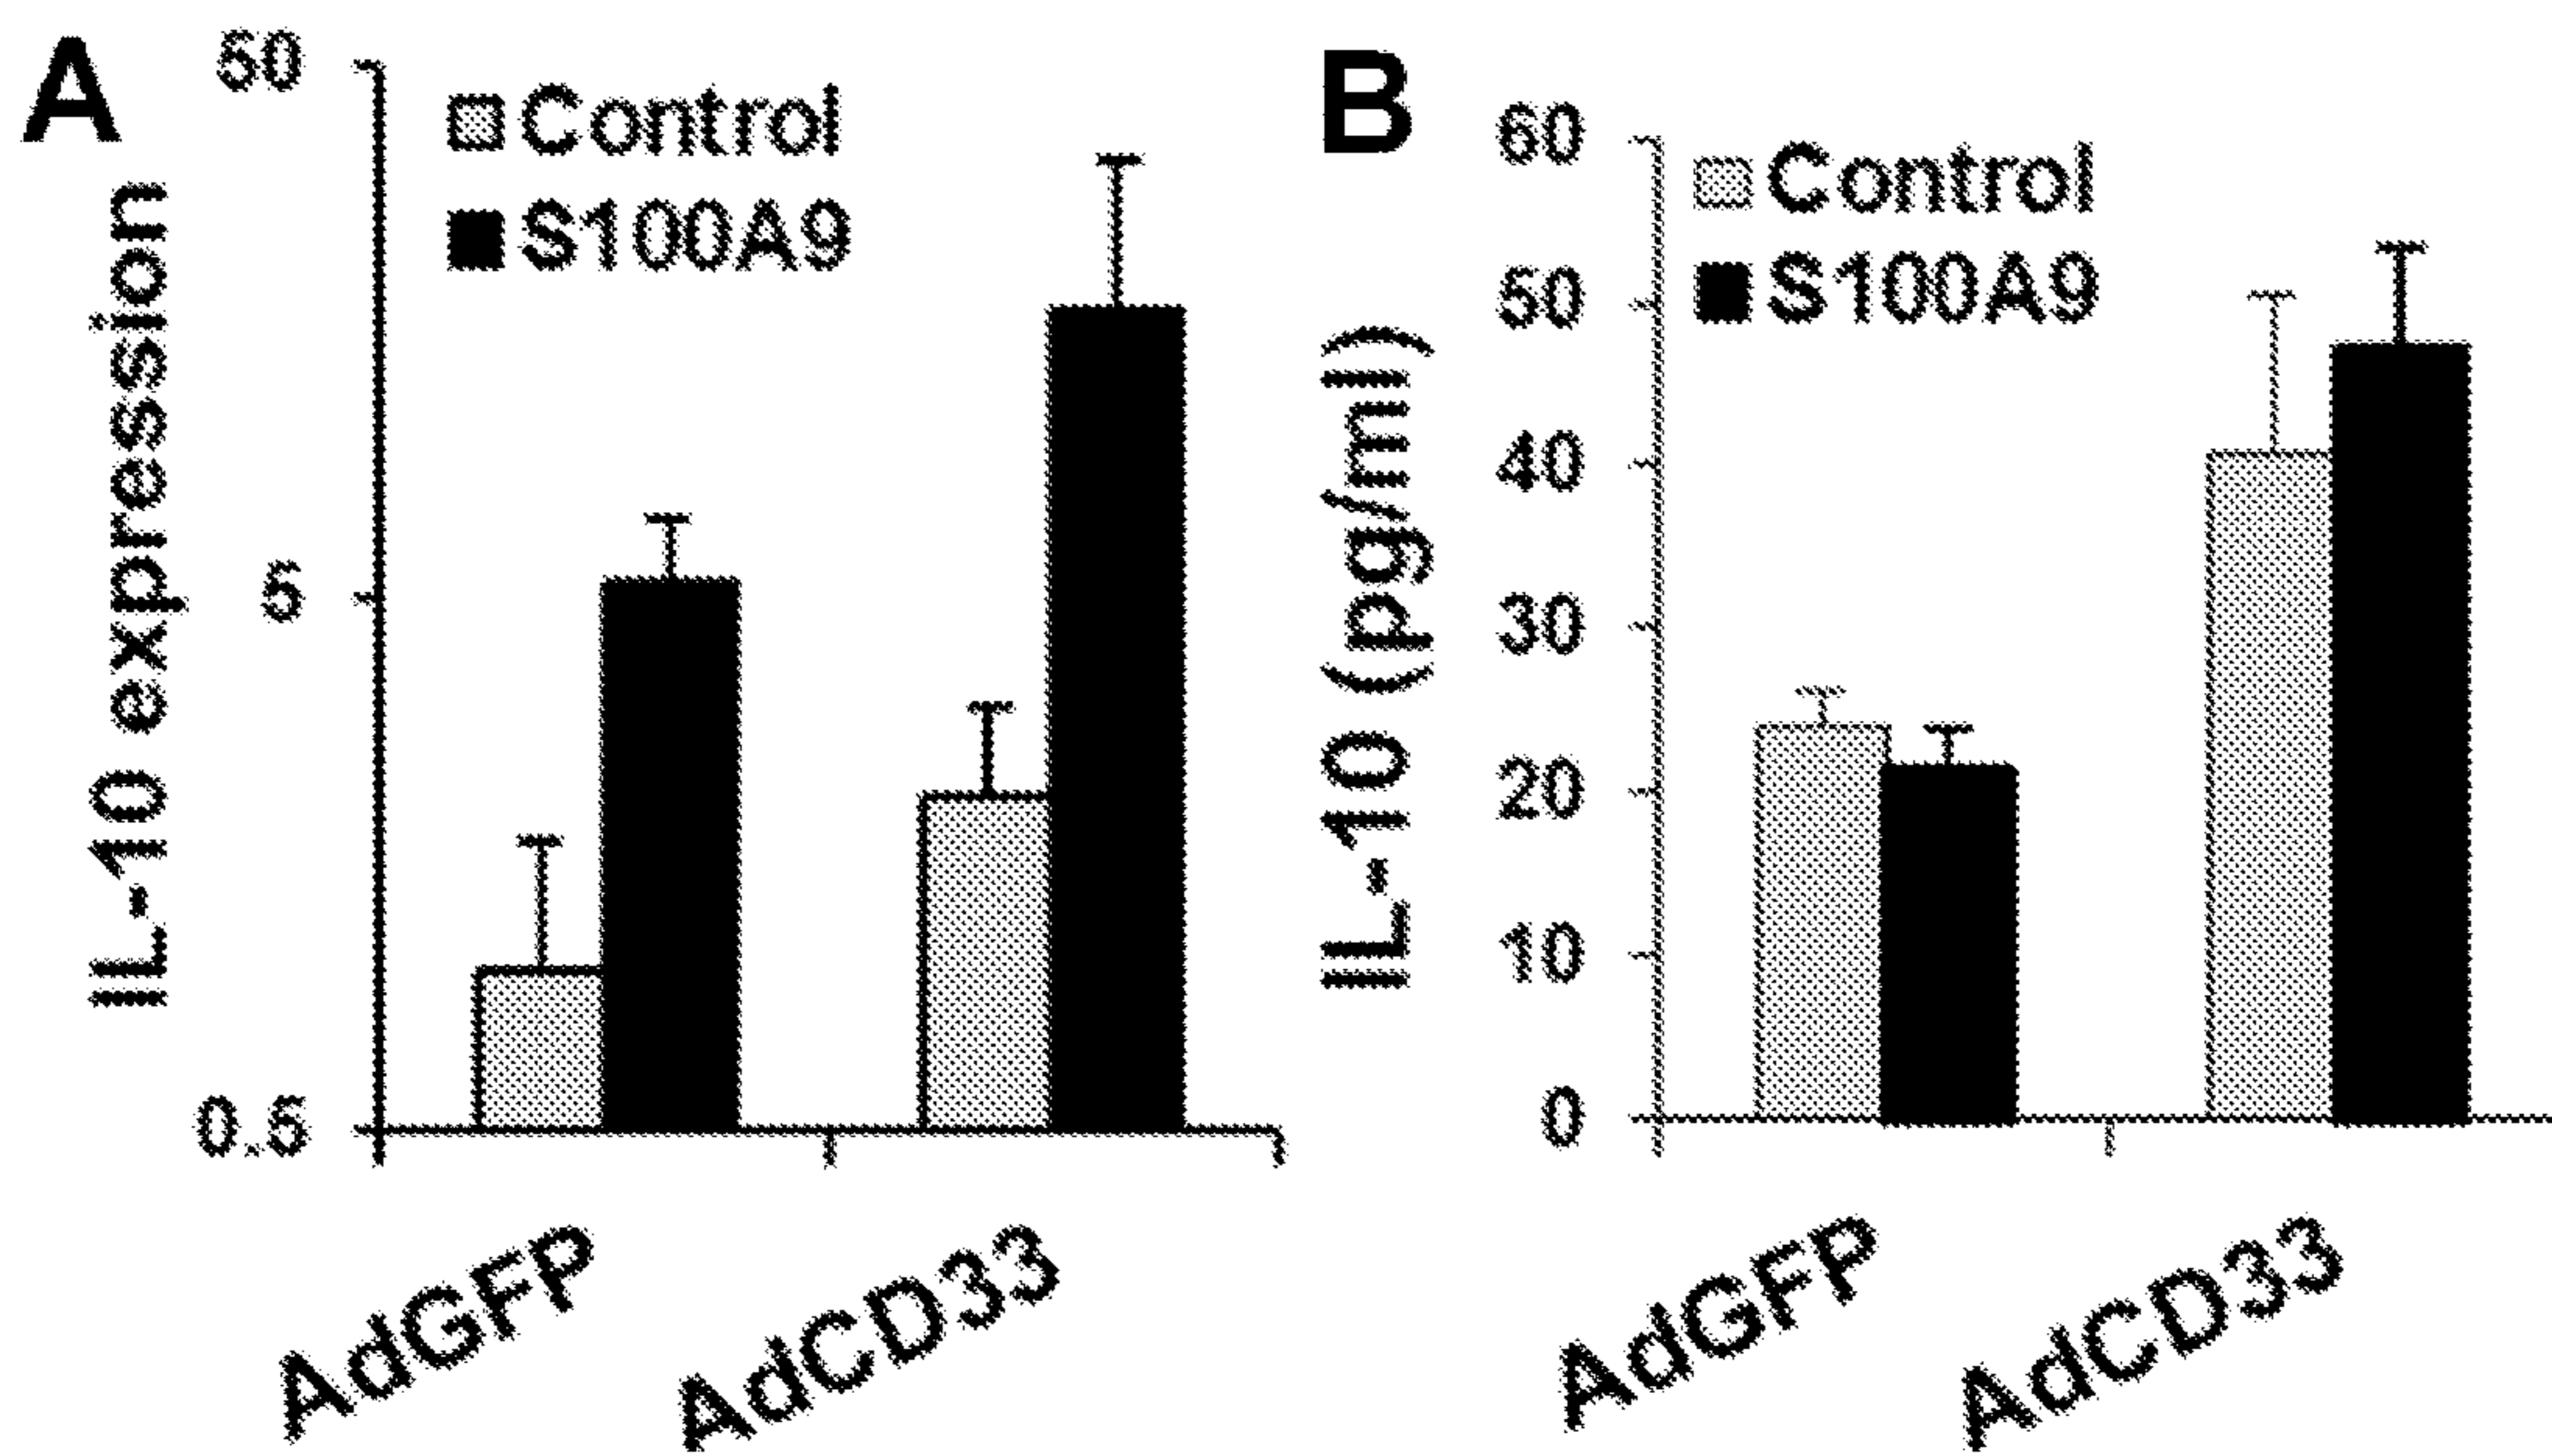 A
50
5
0.5
IL-10 expression
Control
S100A9
AdGFP
AdCD33
B
60
50
40
30
20
10
0
IL-10 (pg/ml)
Control
S100A9
AdGFP
AdCD33